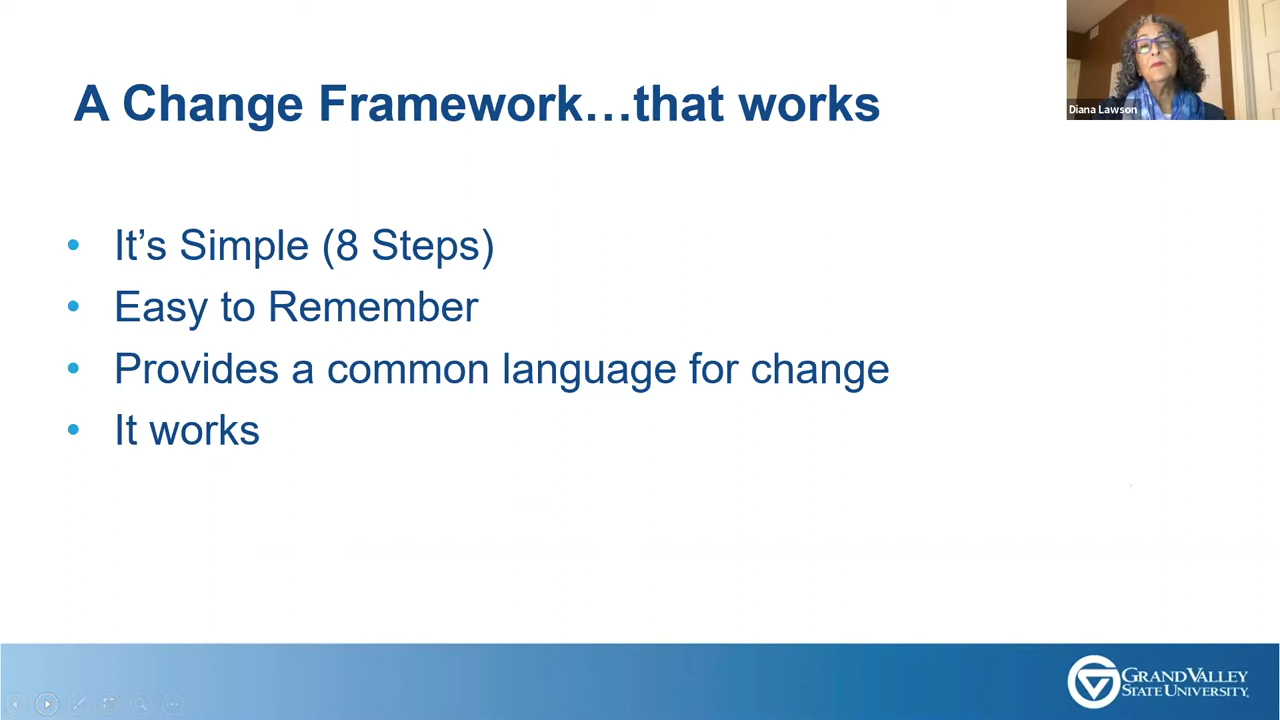 A Change Framework…that works
Diana Lawson
• It’s Simple (8 Steps)
• Easy to Remember
• Provides a common language for change
• It works
GRAND VALLEY
STATE UNIVERSITY.